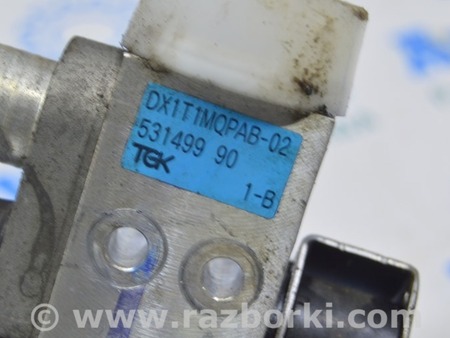 DX1T1MQPAB-02
531499 90
TGK
1-B
© www.razborki.com